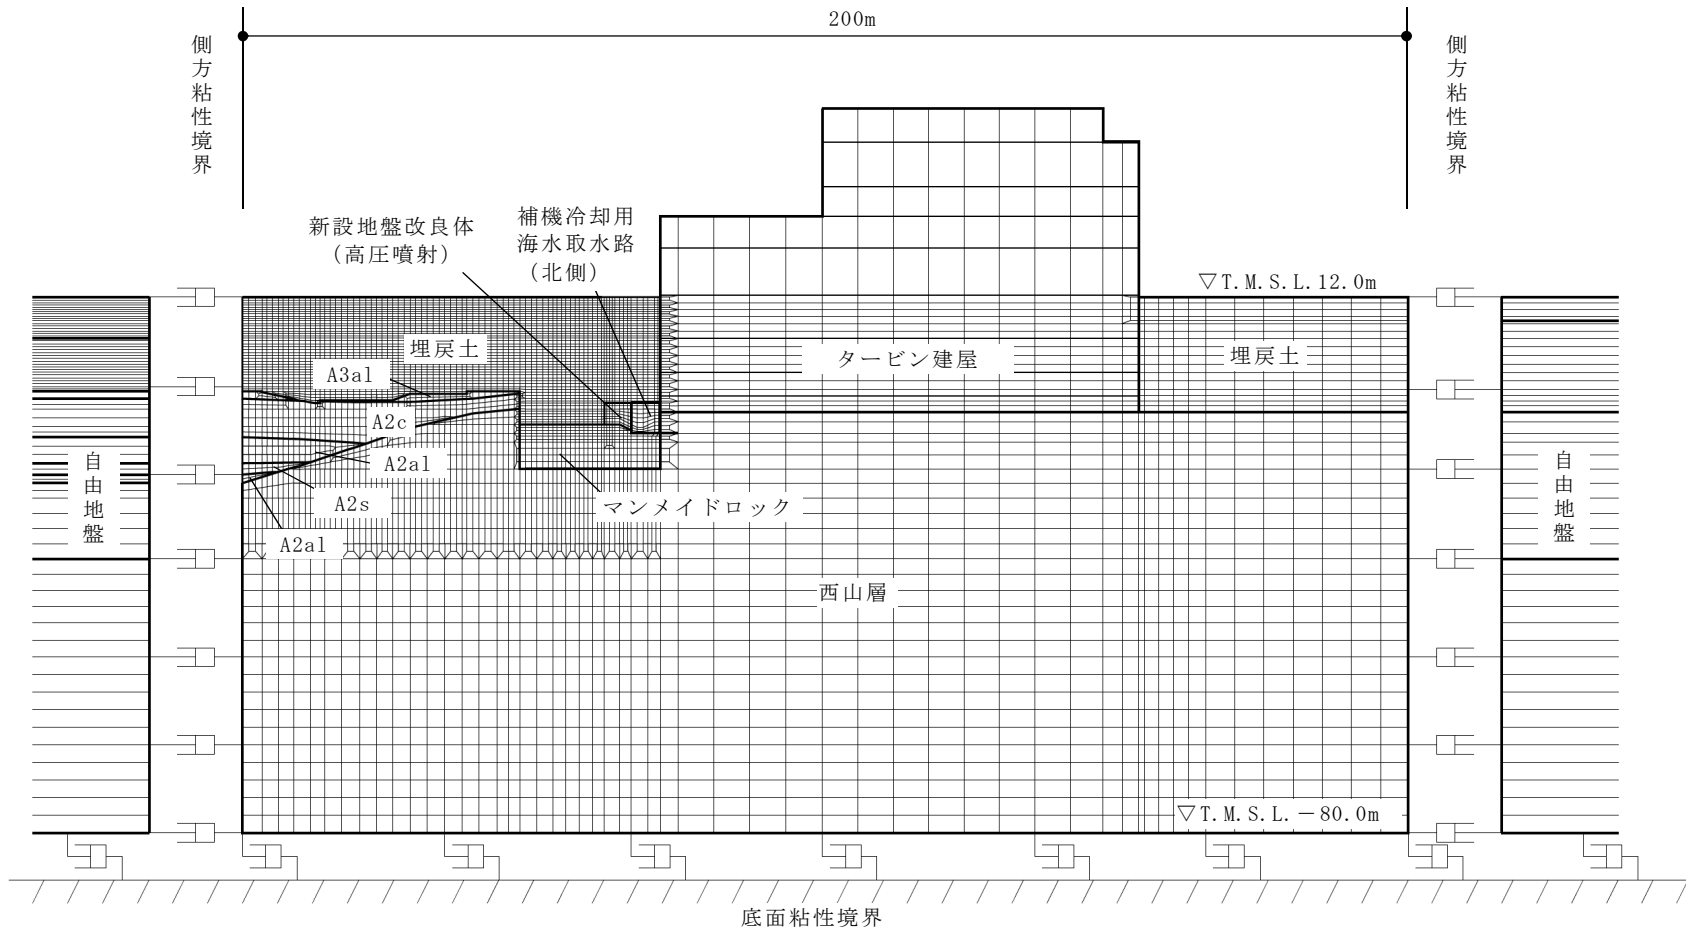 200m
側方粘性境界
側方粘性境界
新設地盤改良体
（高圧噴射）
補機冷却用
海水取水路
（北側）
▽T.M.S.L.12.0m
埋戻土
タービン建屋
埋戻土
A3al
A2c
A2al
A2s
A2al
マンメイドロック
自由地盤
自由地盤
西山層
▽T.M.S.L.－80.0m
底面粘性境界